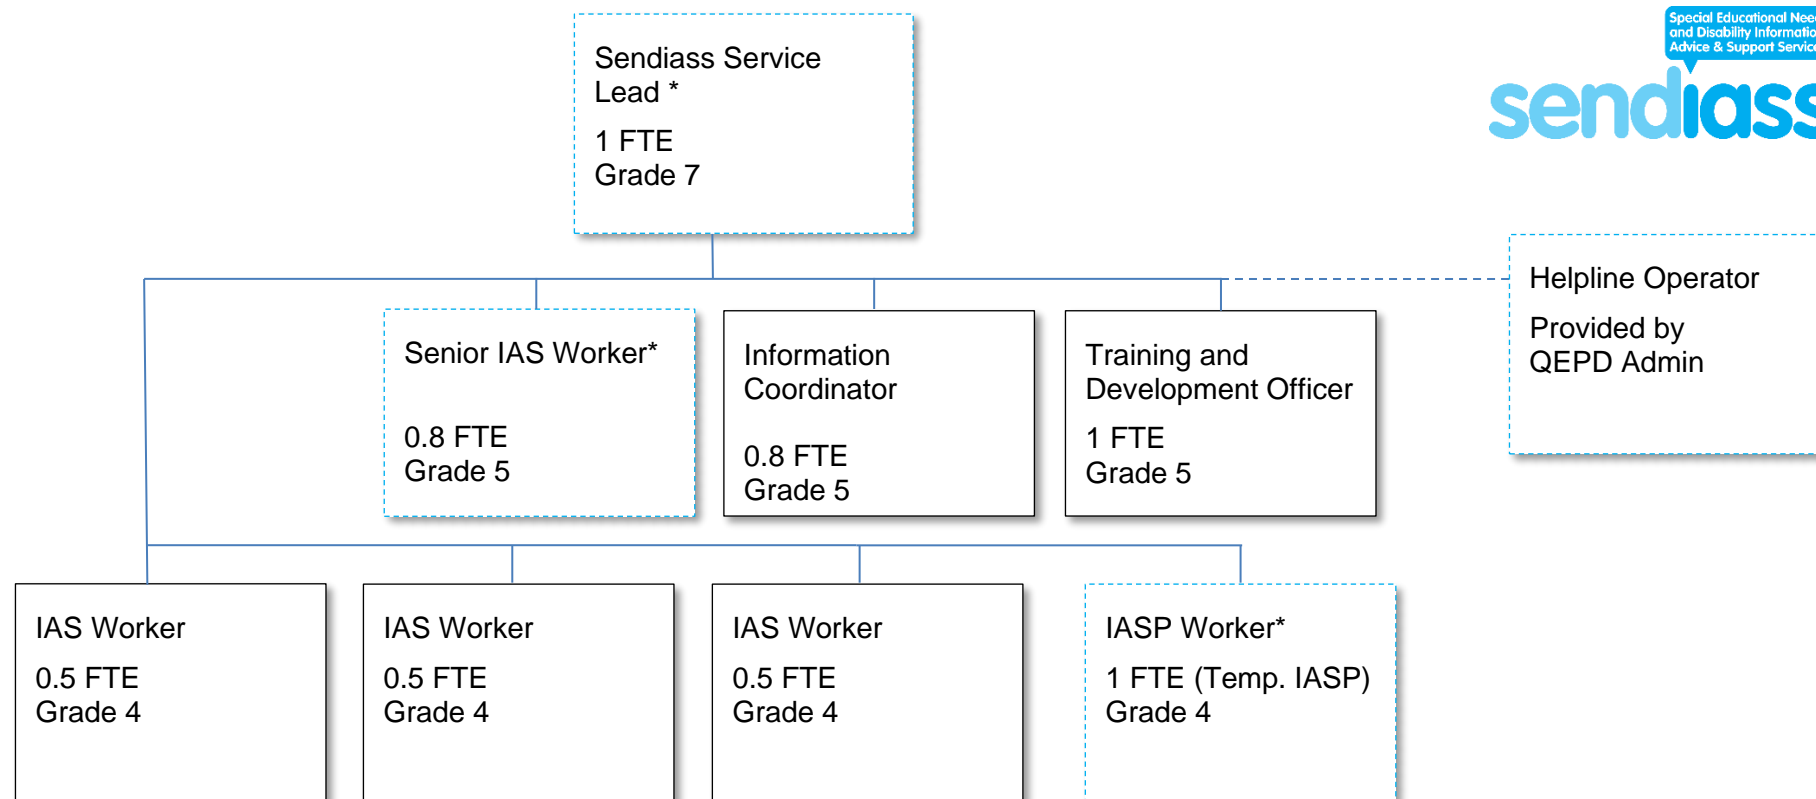 Special Educational Nee
and Disability Informatio
Advice & Support Service
sendiass
Sendiass Service
Lead *
1 FTE
Grade 7
Helpline Operator
Provided by
QEPD Admin
Senior IAS Worker*
0.8 FTE
Grade 5
Information
Coordinator
0.8 FTE
Grade 5
Training and
Development Officer
1 FTE
Grade 5
IAS Worker
0.5 FTE
Grade 4
IAS Worker
0.5 FTE
Grade 4
IAS Worker
0.5 FTE
Grade 4
IASP Worker*
1 FTE (Temp. IASP)
Grade 4